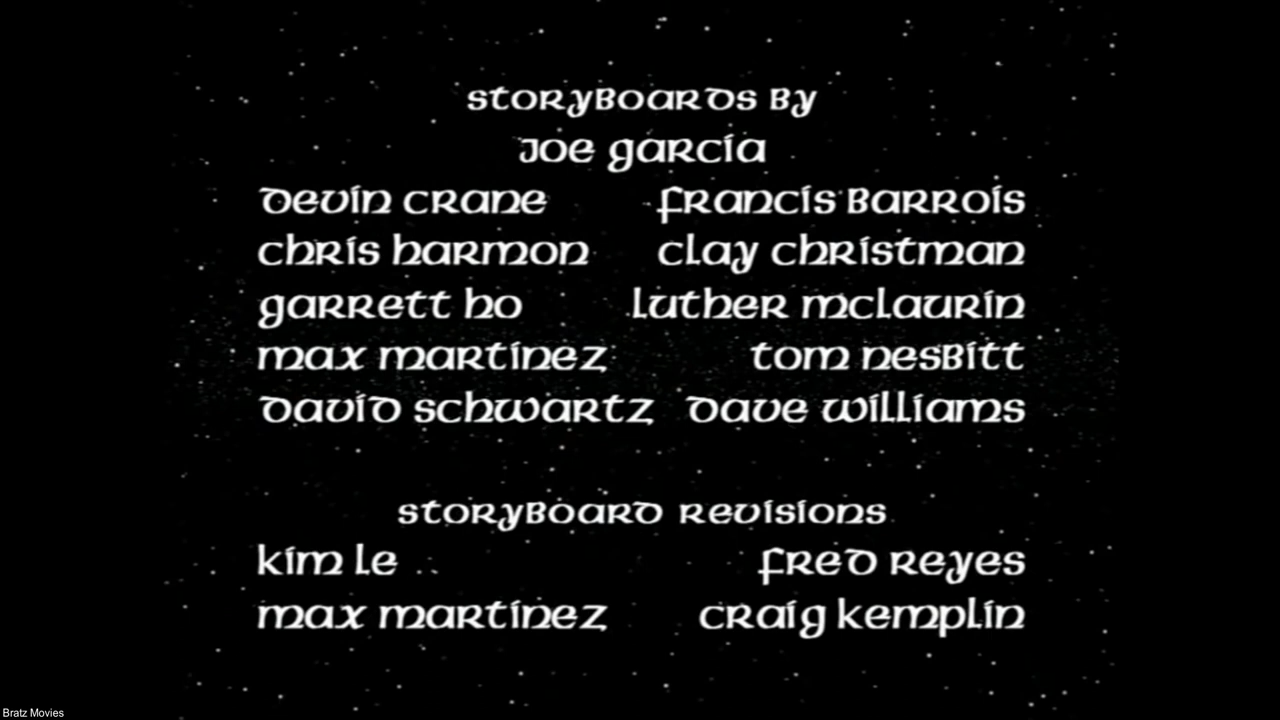 Storyboards By
Joe Garcia
Devin Crane Francis Barrois
Chris Harmon Clay Christman
Garrett Ho Luther McLaurin
Max Martinez Tom Nesbitt
David Schwartz Dave Williams
Storyboard Revisions
Kim Le Fred Reyes
Max Martinez Craig Kemplin
Bratz Movies